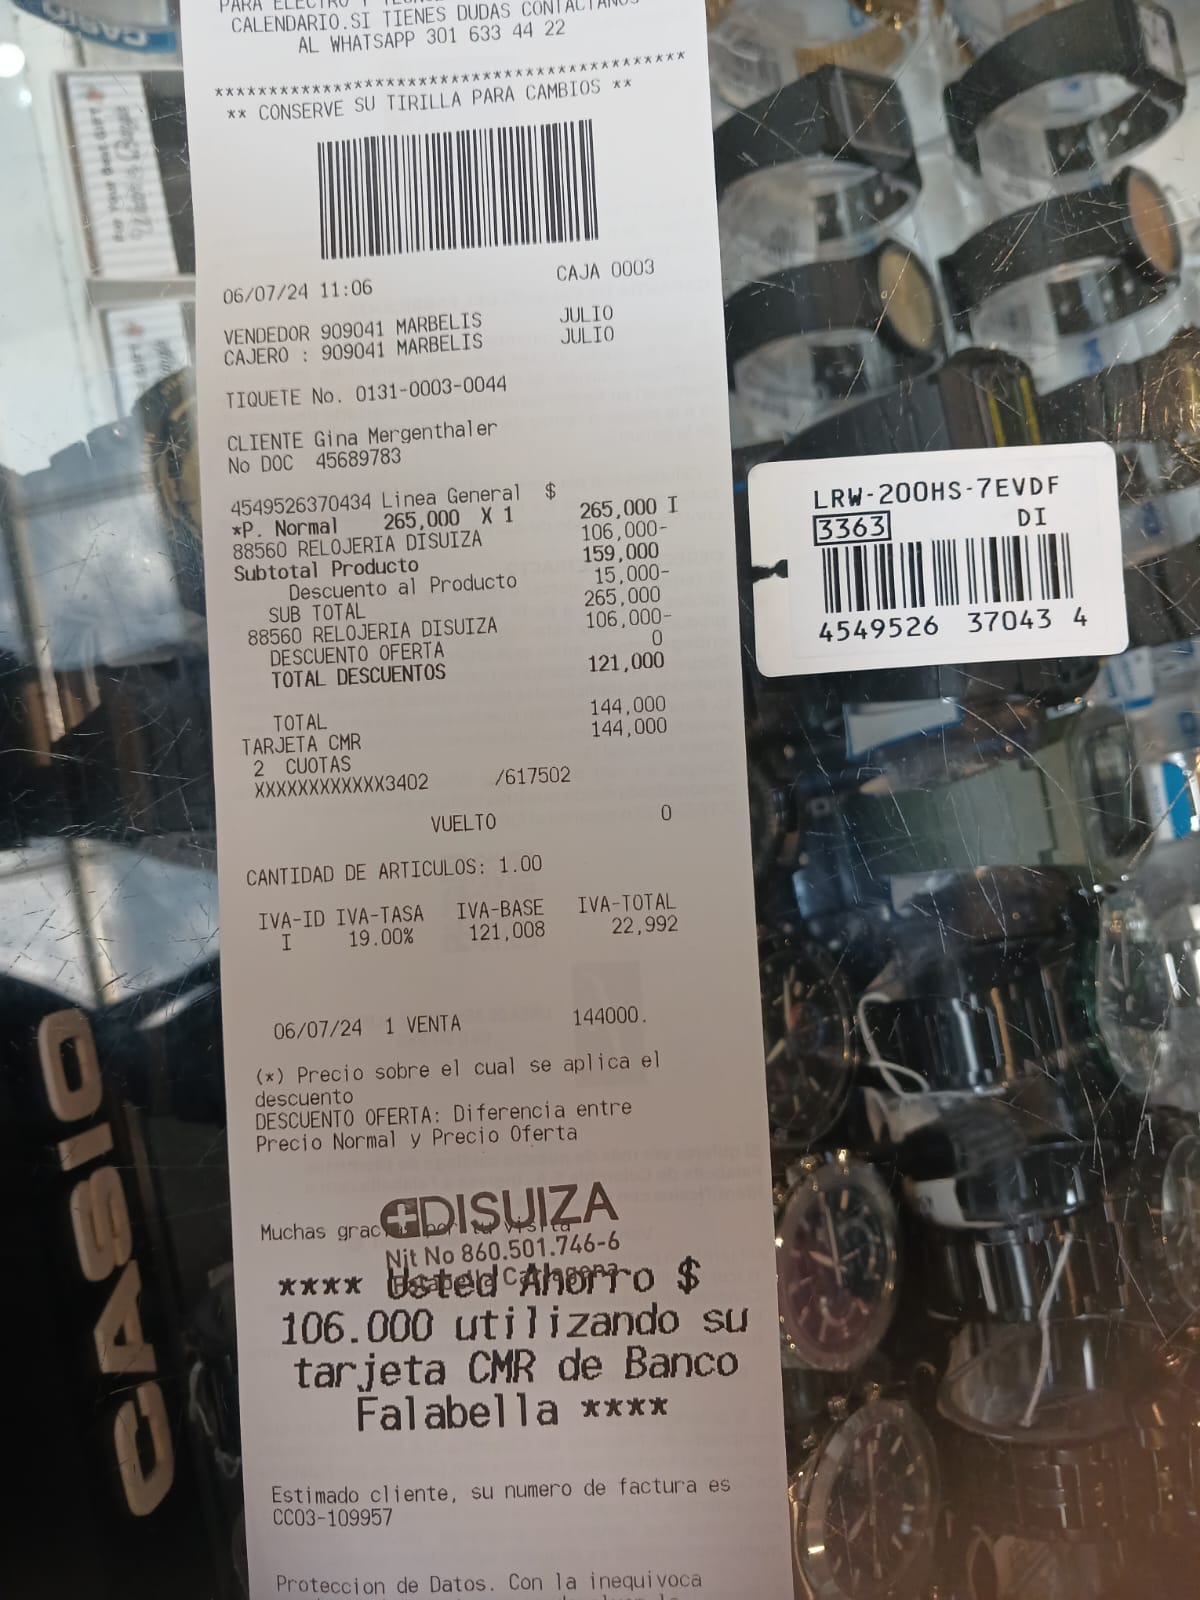 CALENDARIO.SI TIENES DUDAS CONTACTANOS
AL WHATSAPP 301 633 44 22
******************************************
** CONSERVE SU TIRILLA PARA CAMBIOS **
06/07/24 11:06 CAJA 0003
VENDEDOR 909041 MARBELIS JULIO
CAJERO : 909041 MARBELIS JULIO
TIQUETE No. 0131-0003-0044
CLIENTE Gina Mergenthaler
No DOC 45689783
4549526370434 Linea General $
*P. Normal 265,000 X 1 265,000 I
88560 RELOJERIA DISUIZA 106,000-
Subtotal Producto 159,000
Descuento al Producto 15,000-
SUB TOTAL 265,000
88560 RELOJERIA DISUIZA 106,000-
DESCUENTO OFERTA 0
TOTAL DESCUENTOS 121,000
TOTAL 144,000
TARJETA CMR 144,000
2 CUOTAS
XXXXXXXXXXXX3402 /617502
VUELTO 0
CANTIDAD DE ARTICULOS: 1.00
IVA-ID IVA-TASA IVA-BASE IVA-TOTAL
I 19.00% 121,008 22,992
06/07/24 1 VENTA 144000.
(*) Precio sobre el cual se aplica el
descuento
DESCUENTO OFERTA: Diferencia entre
Precio Normal y Precio Oferta
DISUIZA
Muchas
Nit No 860.501.746-6
**** Usted Ahorro $
106.000 utilizando su
tarjeta CMR de Banco
Falabella ****
Estimado cliente, su numero de factura es
CC03-109957
Proteccion de Datos. Con la inequivoca
LRW-200HS-7EVDF
3363 DI
4549526 37043 4
CASIO
CASIO